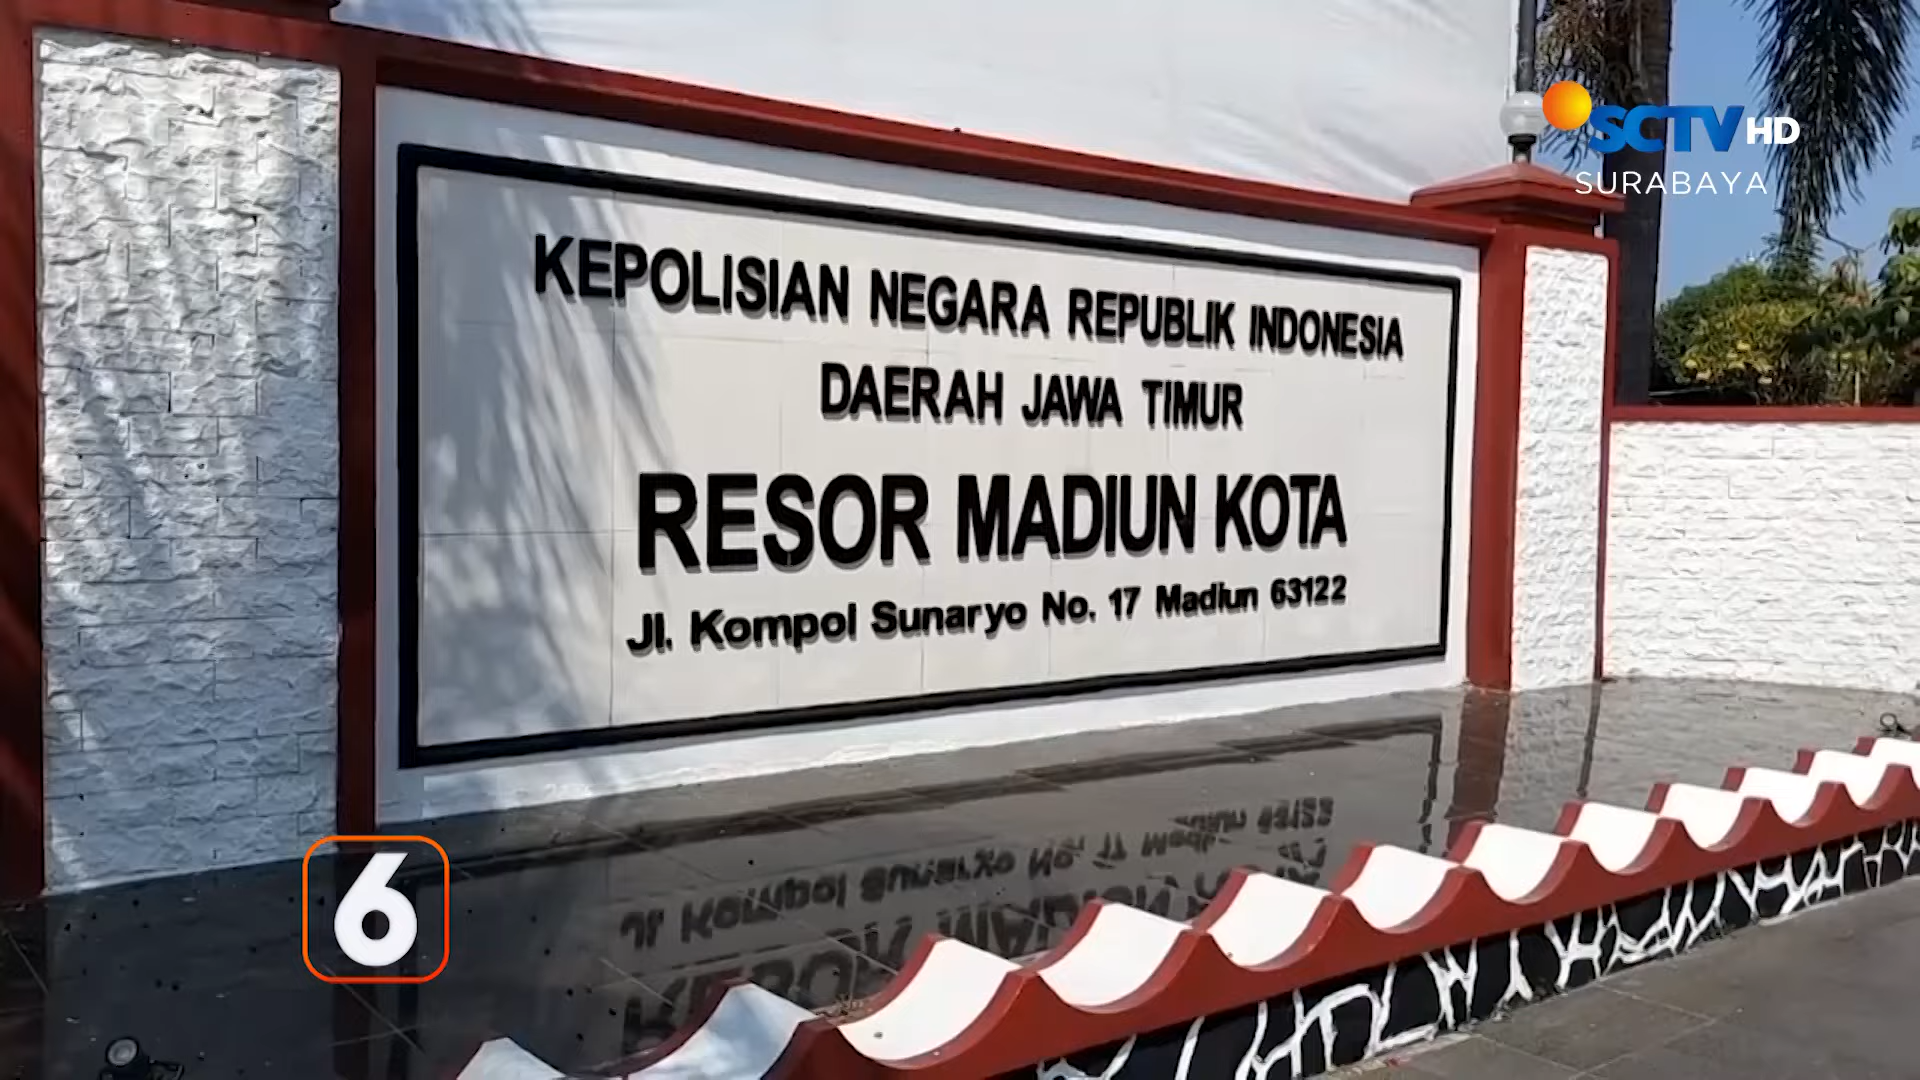 SCTV HD
SURABAYA
KEPOLISIAN NEGARA REPUBLIK INDONESIA
DAERAH JAWA TIMUR
RESOR MADIUN KOTA
Jl. Kompol Sunaryo No. 17 Madiun 63122
6